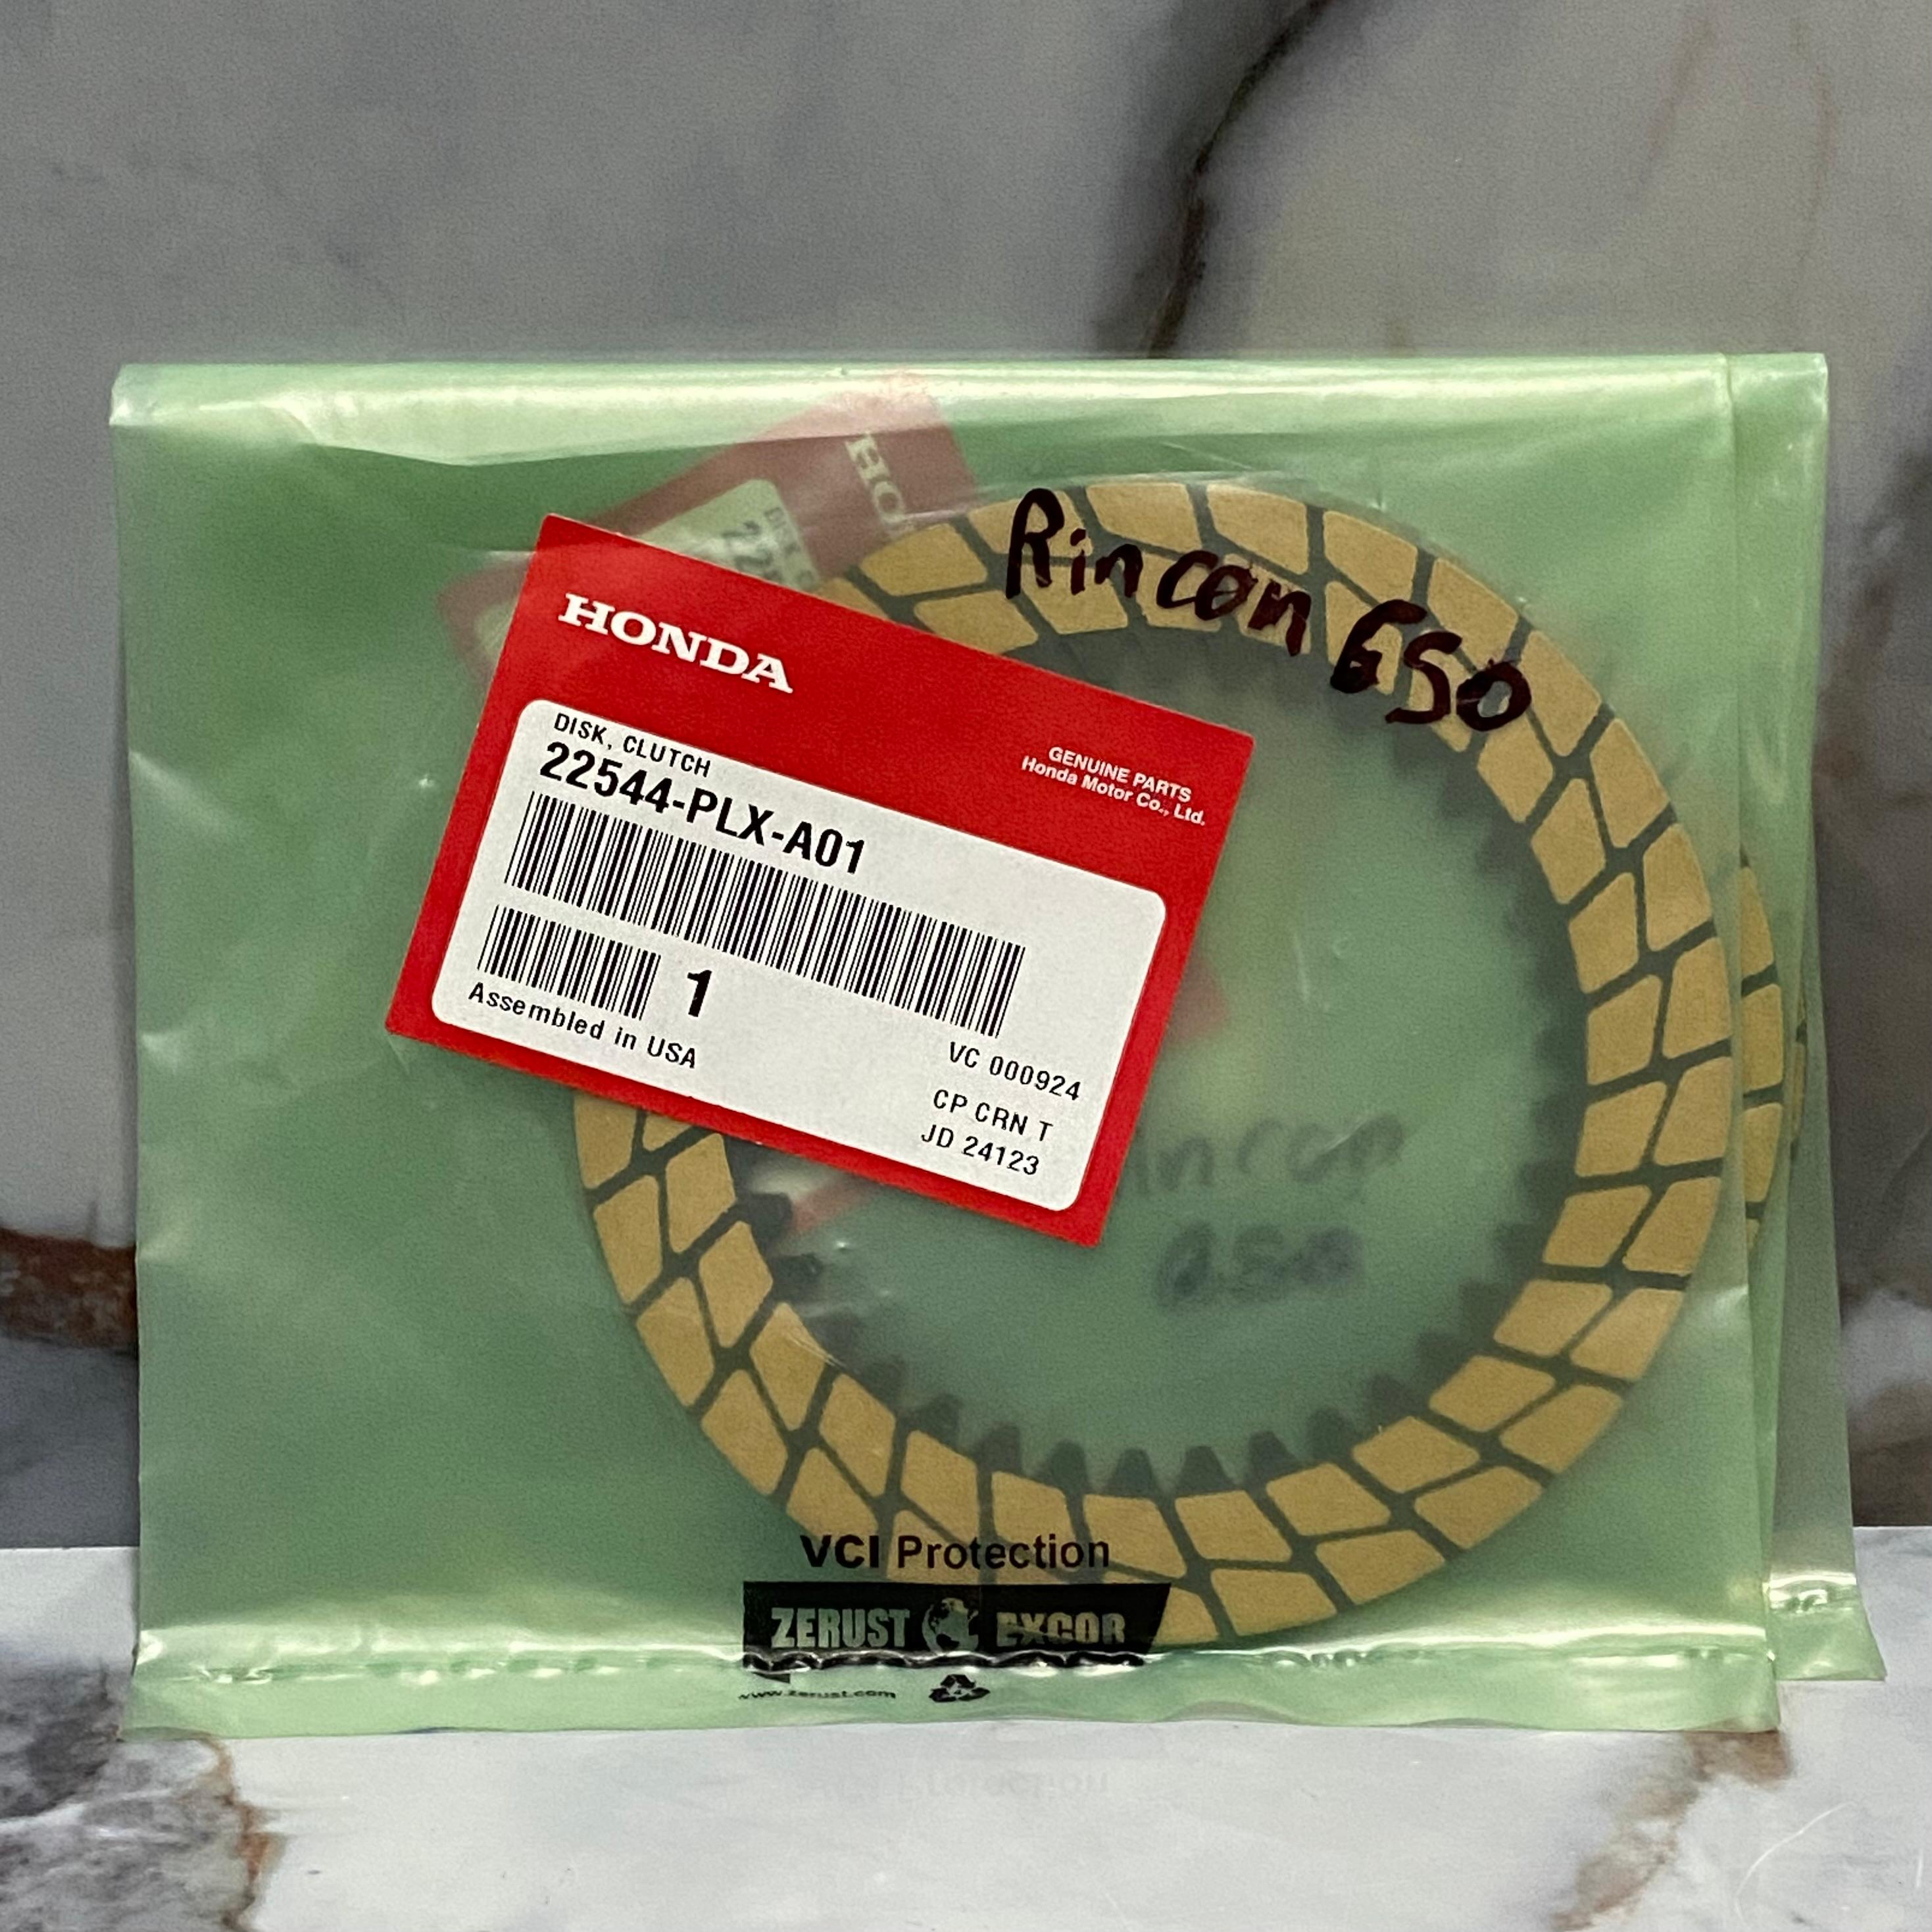 Rincon 650
HONDA
GENUINE PARTS
Honda Motor Co., Ltd.
DISK, CLUTCH
22544-PLX-A01
1
Assembled in USA
VC 000924
CP CRN T
JD 24123
VCI Protection
ZERUST EXCOR
www.zerust.com